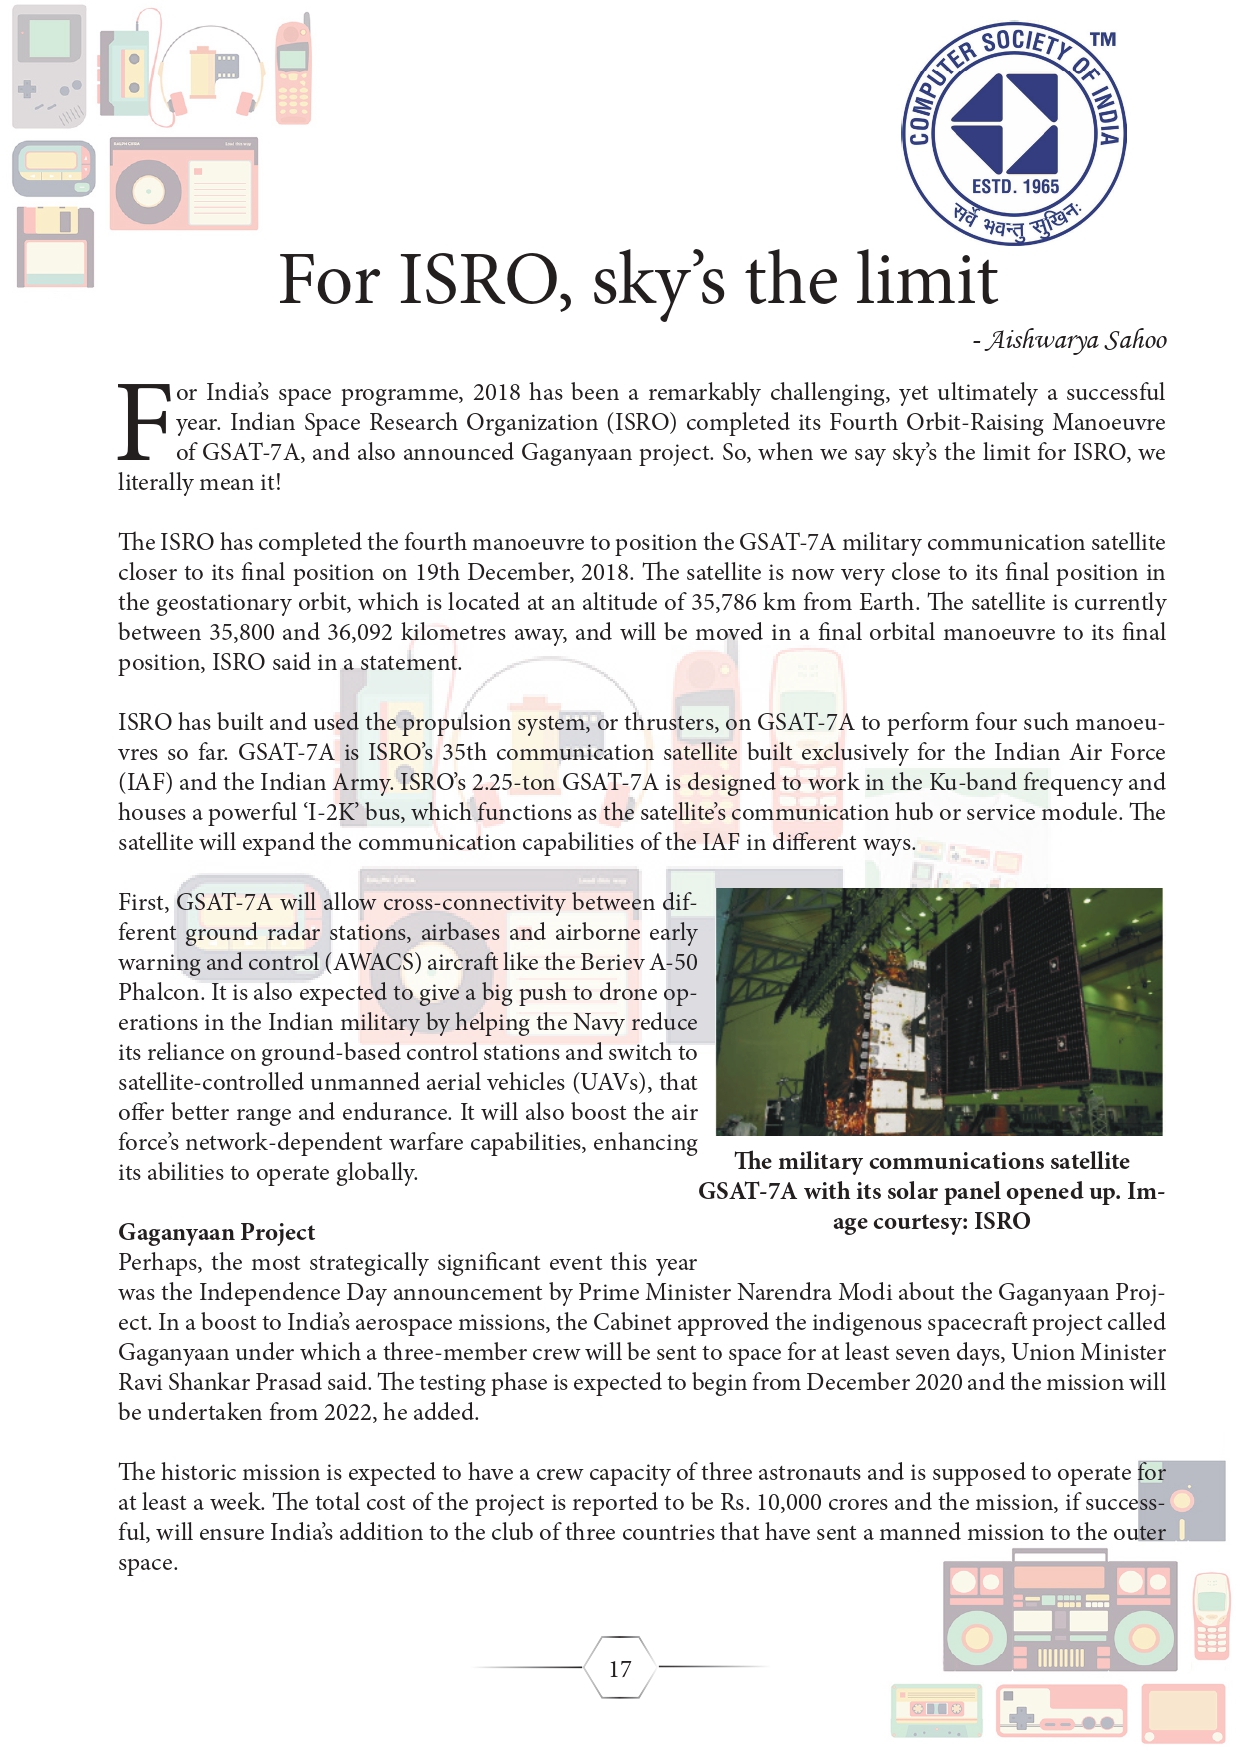 COMPUTER SOCIETY OF INDIA
TM
ESTD. 1965
सर्वे भवन्तु सुखिनः
For ISRO, sky's the limit
- Aishwarya Sahoo
For India's space programme, 2018 has been a remarkably challenging, yet ultimately a successful
year. Indian Space Research Organization (ISRO) completed its Fourth Orbit-Raising Manoeuvre
of GSAT-7A, and also announced Gaganyaan project. So, when we say sky's the limit for ISRO, we
literally mean it!
The ISRO has completed the fourth manoeuvre to position the GSAT-7A military communication satellite
closer to its final position on 19th December, 2018. The satellite is now very close to its final position in
the geostationary orbit, which is located at an altitude of 35,786 km from Earth. The satellite is currently
between 35,800 and 36,092 kilometres away, and will be moved in a final orbital manoeuvre to its final
position, ISRO said in a statement.
ISRO has built and used the propulsion system, or thrusters, on GSAT-7A to perform four such manoeu-
vres so far. GSAT-7A is ISRO's 35th communication satellite built exclusively for the Indian Air Force
(IAF) and the Indian Army. ISRO's 2.25-ton GSAT-7A is designed to work in the Ku-band frequency and
houses a powerful 'I-2K' bus, which functions as the satellite's communication hub or service module. The
satellite will expand the communication capabilities of the IAF in different ways.
First, GSAT-7A will allow cross-connectivity between dif-
ferent ground radar stations, airbases and airborne early
warning and control (AWACS) aircraft like the Beriev A-50
Phalcon. It is also expected to give a big push to drone op-
erations in the Indian military by helping the Navy reduce
its reliance on ground-based control stations and switch to
satellite-controlled unmanned aerial vehicles (UAVs), that
offer better range and endurance. It will also boost the air
force's network-dependent warfare capabilities, enhancing
its abilities to operate globally.
The military communications satellite
GSAT-7A with its solar panel opened up. Im-
age courtesy: ISRO
Gaganyaan Project
Perhaps, the most strategically significant event this year
was the Independence Day announcement by Prime Minister Narendra Modi about the Gaganyaan Proj-
ect. In a boost to India's aerospace missions, the Cabinet approved the indigenous spacecraft project called
Gaganyaan under which a three-member crew will be sent to space for at least seven days, Union Minister
Ravi Shankar Prasad said. The testing phase is expected to begin from December 2020 and the mission will
be undertaken from 2022, he added.
The historic mission is expected to have a crew capacity of three astronauts and is supposed to operate for
at least a week. The total cost of the project is reported to be Rs. 10,000 crores and the mission, if success-
ful, will ensure India's addition to the club of three countries that have sent a manned mission to the outer
space.
17